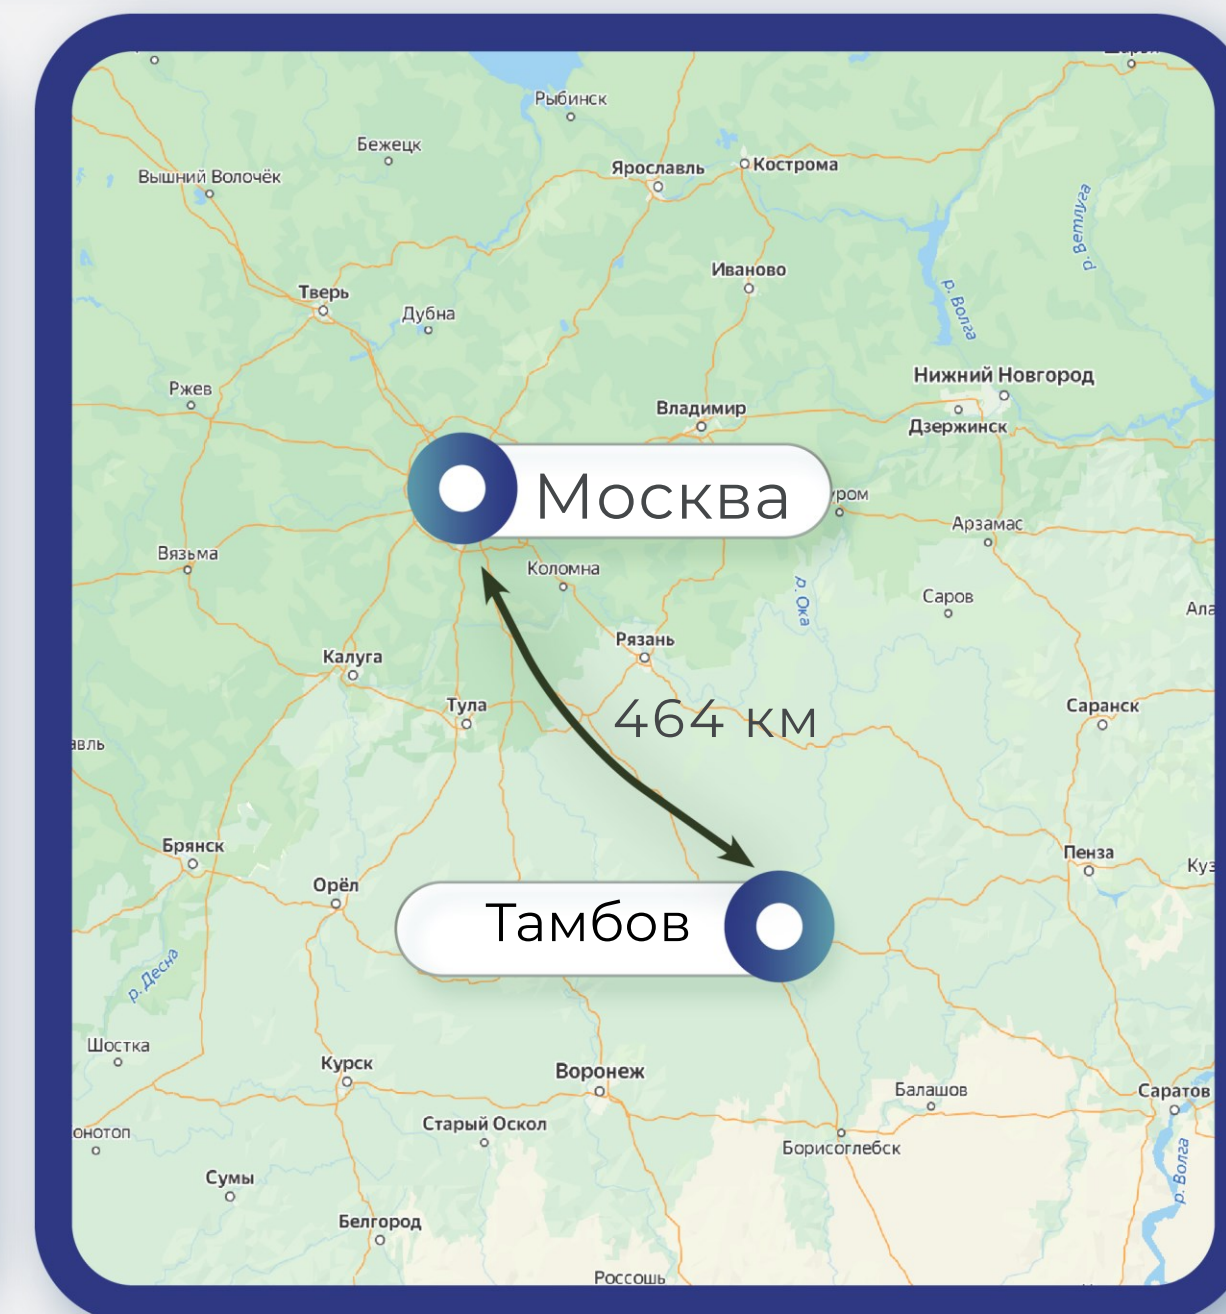 Рыбинск
Бежецк
Ярославль
Кострома
Вышний Волочёк
р. Ветлуга
Иваново
Тверь
Дубна
р. Волга
Нижний Новгород
Ржев
Владимир
Дзержинск
Москва
Арзамас
Вязьма
Коломна
р. Ока
Саров
Рязань
Калуга
Тула
464 км
Саранск
Брянск
Пенза
Орёл
Тамбов
р. Десна
Шостка
Курск
Воронеж
Балашов
Саратов
Старый Оскол
Борисоглебск
р. Волга
Сумы
Белгород
Россошь